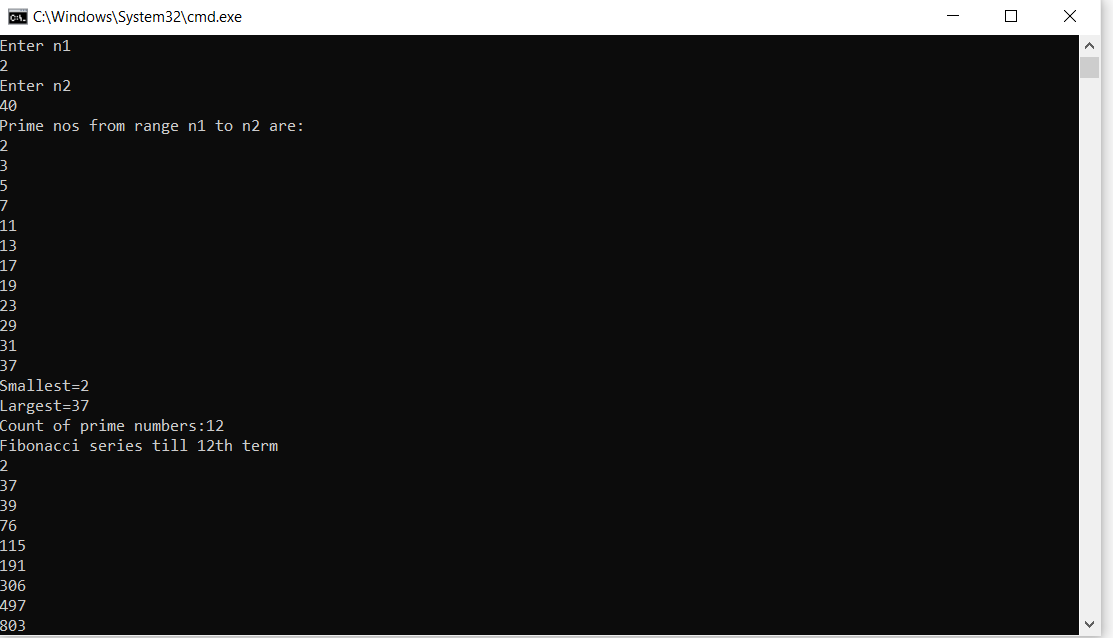 C:\Windows\System32\cmd.exe
Enter n1
2
Enter n2
40
Prime nos from range n1 to n2 are:
2
3
5
7
11
13
17
19
23
29
31
37
Smallest=2
Largest=37
Count of prime numbers:12
Fibonacci series till 12th term
2
37
39
76
115
191
306
497
803